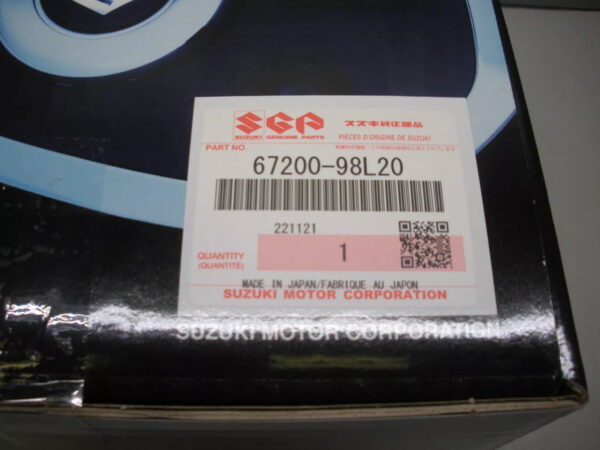 SGP
SUZUKI GENUINE PARTS
スズキ純正部品
PIÈCES D'ORIGINE DE SUZUKI
PART NO.
67200-98L20
221121
QUANTITY
(QUANTITÉ)
1
MADE IN JAPAN/FABRIQUE AU JAPON
SUZUKI MOTOR CORPORATION
SUZUKI MOTOR CORPORATION